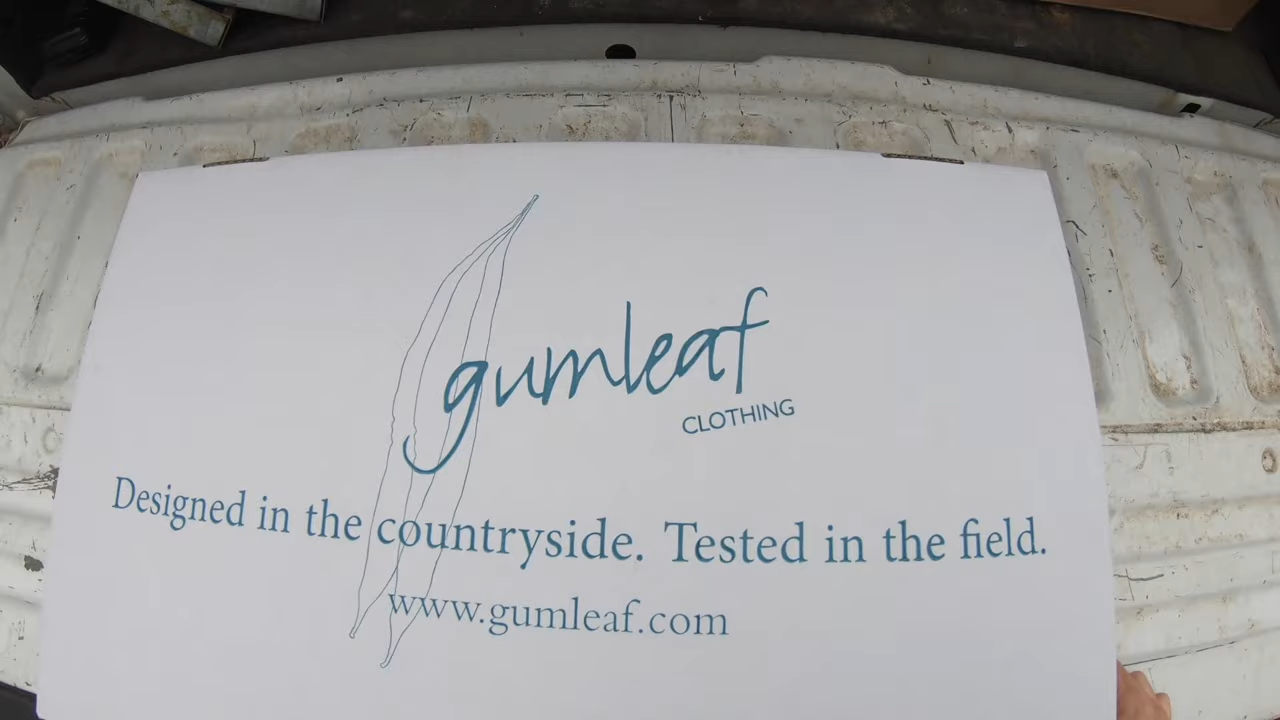 gumleaf
CLOTHING
Designed in the countryside. Tested in the field.
www.gumleaf.com